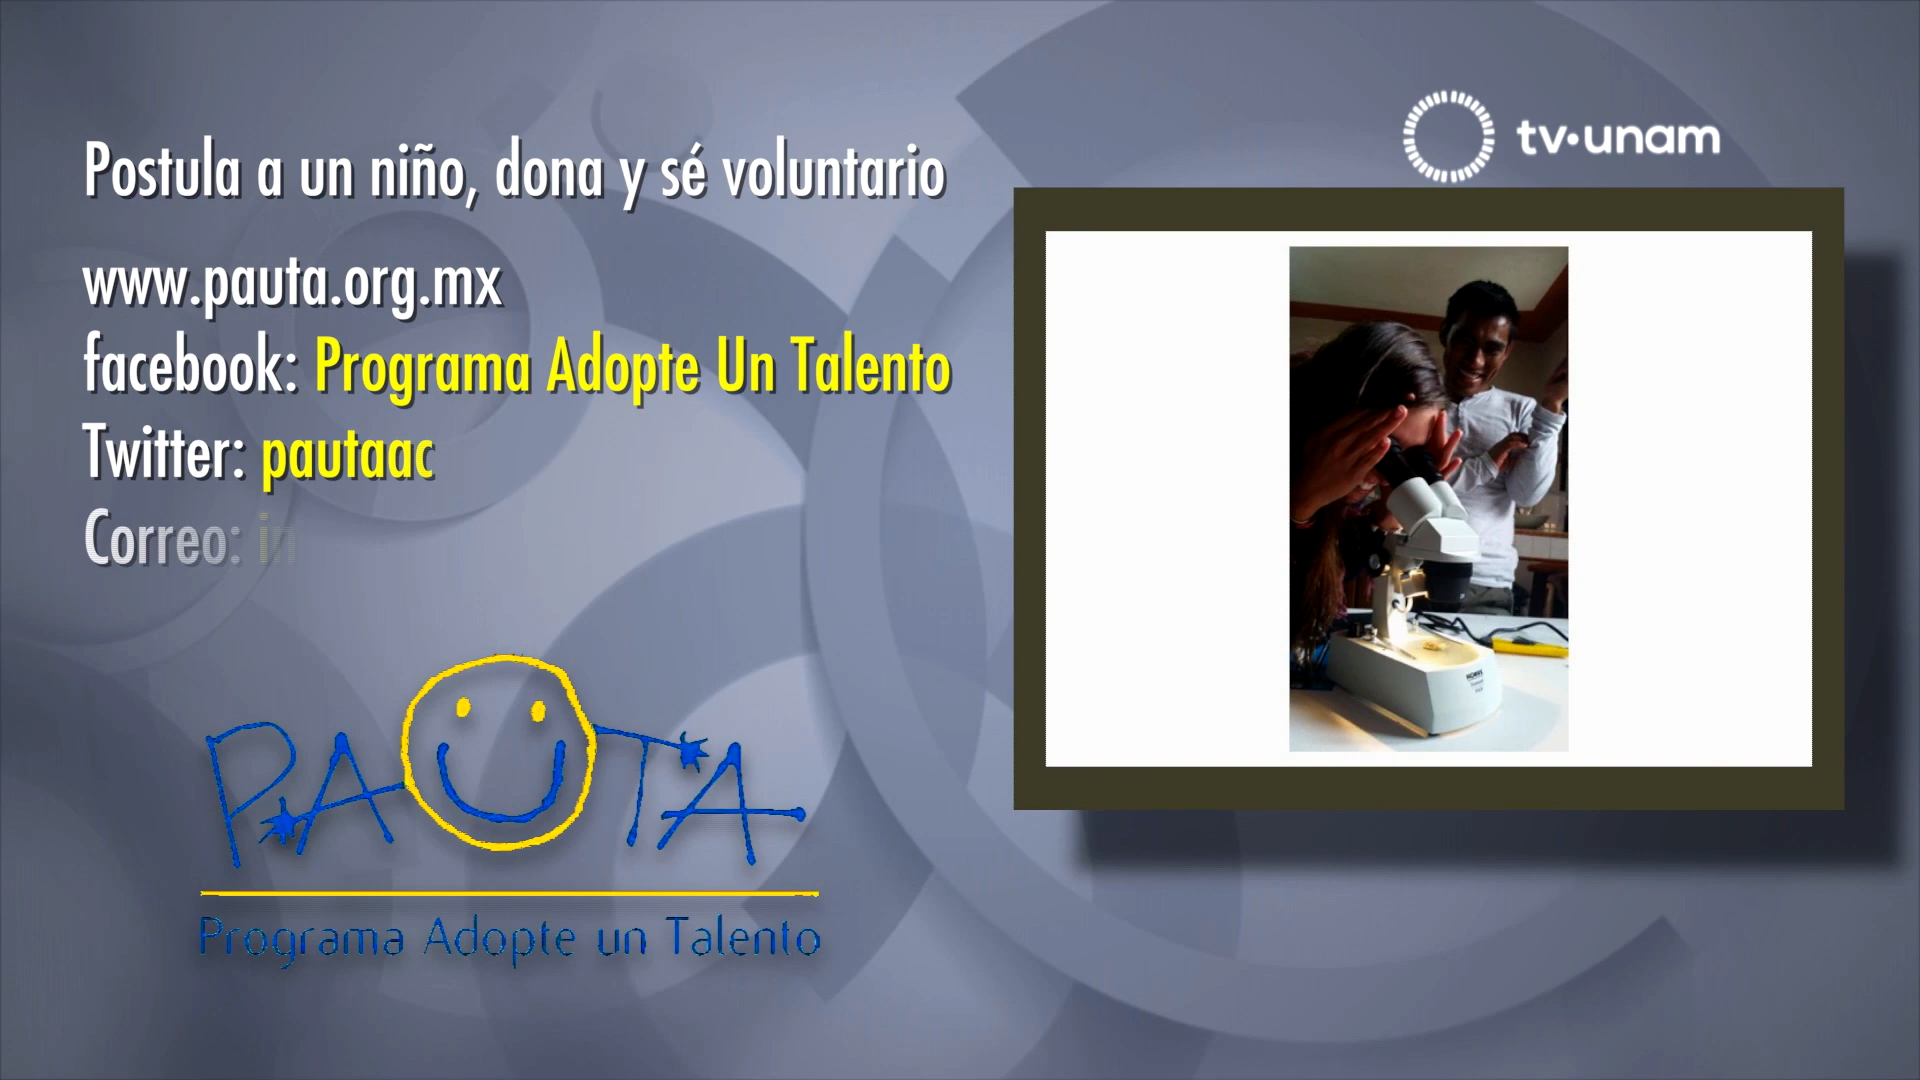 Postula a un niño, dona y sé voluntario
tv·unam
www.pauta.org.mx
facebook: Programa Adopte Un Talento
Twitter: pautaac
Correo: in
PAUTA
Programa Adopte un Talento